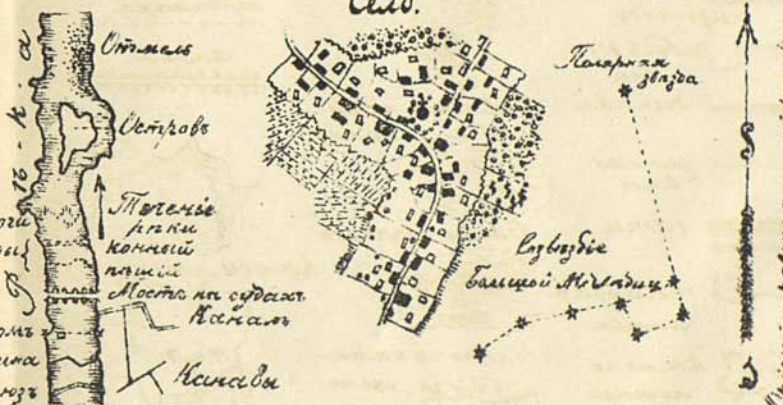 Село.
Р-ѣ-к-а
Отмель
Островъ
Теченіе
рѣки
конный
пѣшій
Мостъ на судахъ
Каналъ
Канавы
Полярная
звѣзда
Созвѣздіе
Большой Медвѣдицы